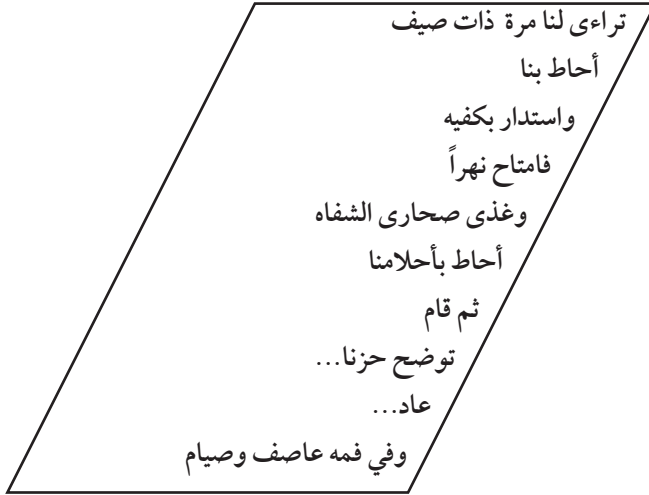 تراءى لنا مرة ذات صيف
أحاط بنا
واستدار بكفيه
فامتاح نهراً
وغذى صحارى الشفاه
أحاط بأحلامنا
ثم قام
توضح حزنا...
عاد...
وفي فمه عاصف وصيام